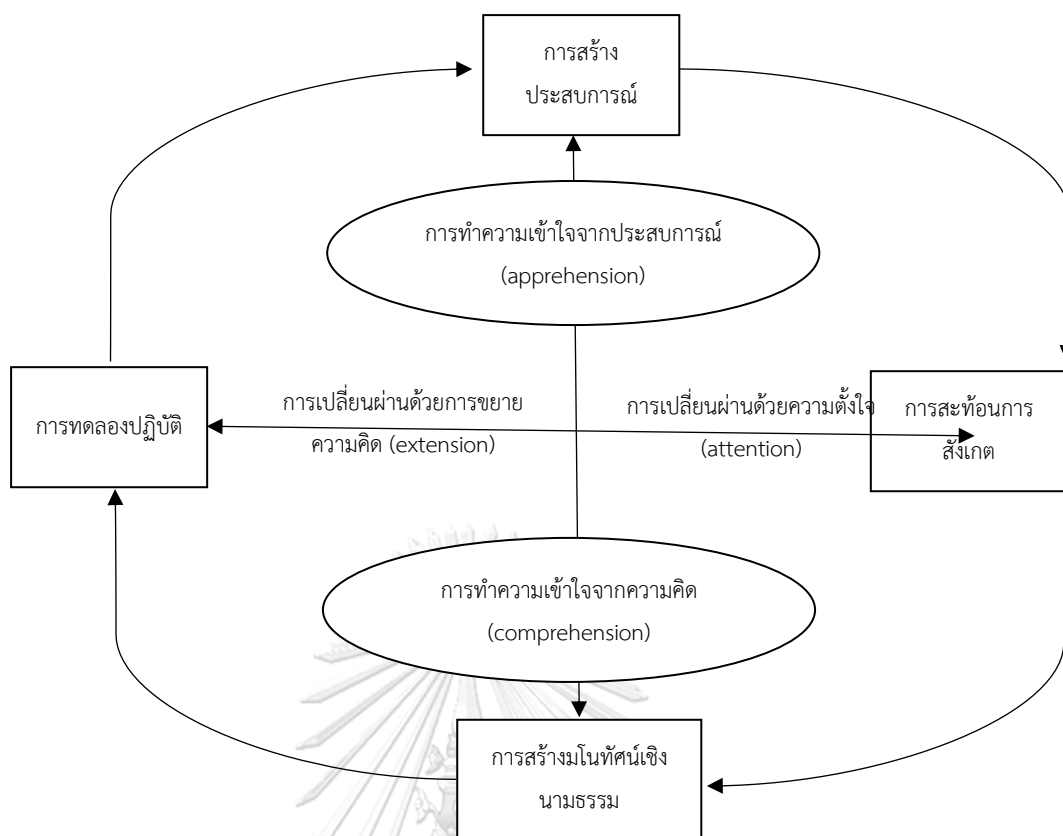 การสร้าง
ประสบการณ์
การทำความเข้าใจจากประสบการณ์
(apprehension)
การทดลองปฏิบัติ
การเปลี่ยนผ่านด้วยการขยาย
ความคิด (extension)
การเปลี่ยนผ่านด้วยความตั้งใจ
(attention)
การสะท้อนการ
สังเกต
การทำความเข้าใจจากความคิด
(comprehension)
การสร้างมโนทัศน์เชิง
นามธรรม